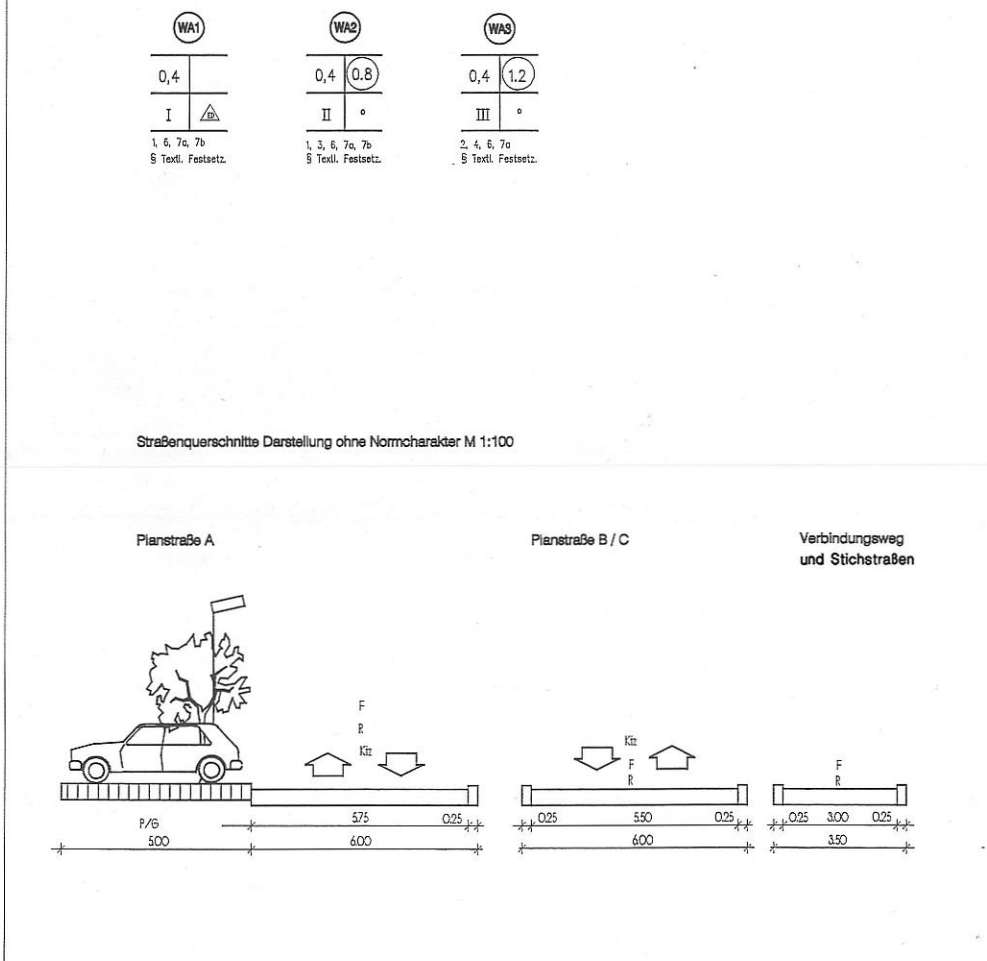 WA1
0,4
I
D
1, 6, 7a, 7b
§ Textl. Festsetz.
WA2
0,4 0.8
II o
1, 3, 6, 7a, 7b
§ Textl. Festsetz.
WA3
0,4 1.2
III o
2, 4, 6, 7a
§ Textl. Festsetz.
Straßenquerschnitte Darstellung ohne Normcharakter M 1:100
Planstraße A
Planstraße B / C
Verbindungsweg
und Stichstraßen
F
R
Kfz
P/G
5.75 0.25
5.00 6.00
Kfz
F
R
0.25 5.50 0.25
6.00
F
R
0.25 3.00 0.25
3.50